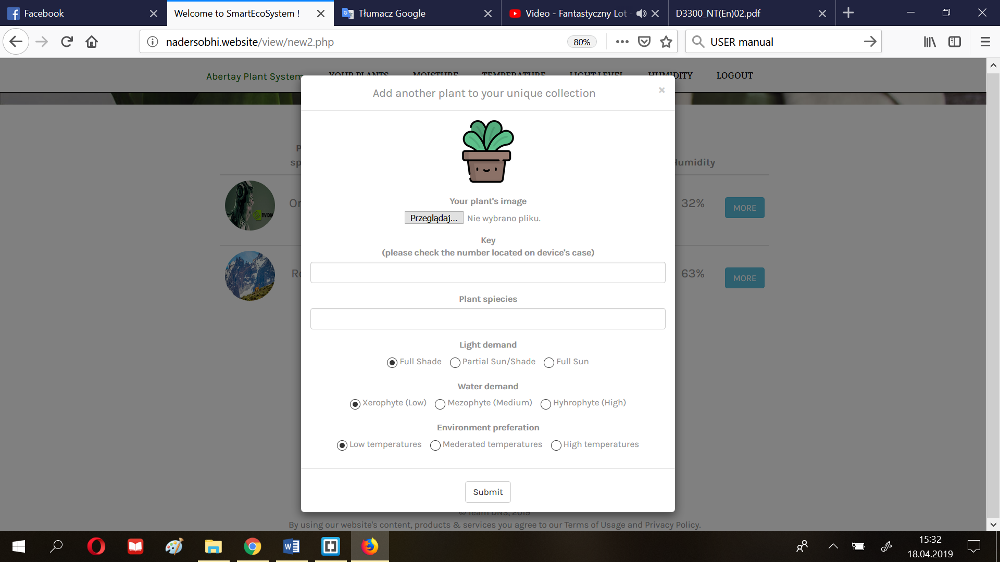 Facebook
Welcome to SmartEcoSystem !
Tłumacz Google
Video - Fantastyczny Lot -
D3300_NT(En)02.pdf
nadersobhi.website/view/new2.php
80%
USER manual
Abertay Plant System
YOUR PLANTS MOISTURE TEMPERATURE LIGHT LEVEL HUMIDITY LOGOUT
Add another plant to your unique collection
×
Humidity
NVIDIA
32%
MORE
63%
MORE
Your plant's image
Przeglądaj... Nie wybrano pliku.
Key
(please check the number located on device's case)
Plant spiecies
Light demand
Full Shade Partial Sun/Shade Full Sun
Water demand
Xerophyte (Low) Mezophyte (Medium) Hyhrophyte (High)
Environment preferation
Low temperatures Mederated temperatures High temperatures
Submit
© Team DNS, 2019
By using our website's content, products & services you agree to our Terms of Usage and Privacy Policy.
15:32
18.04.2019